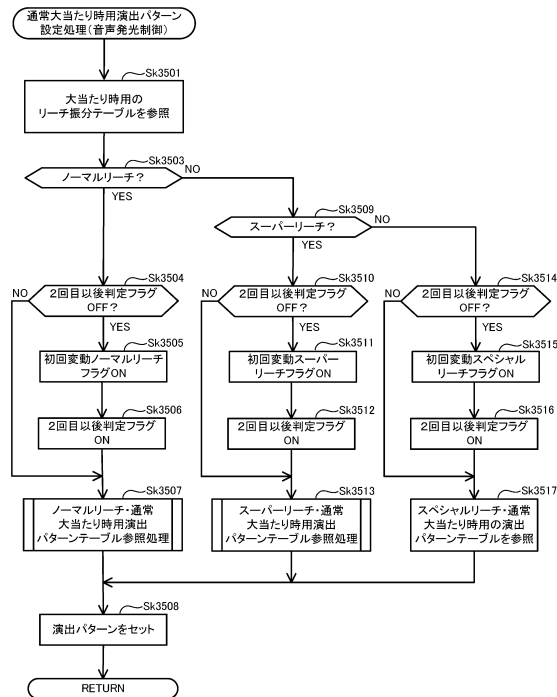 通常大当たり時用演出パターン
設定処理(音声発光制御)
Sk3501
大当たり時用の
リーチ振分テーブルを参照
Sk3503
ノーマルリーチ？
NO
YES
Sk3509
スーパーリーチ？
NO
YES
Sk3504
NO
2回目以後判定フラグ
OFF？
YES
Sk3510
NO
2回目以後判定フラグ
OFF？
YES
Sk3514
NO
2回目以後判定フラグ
OFF？
YES
Sk3505
初回変動ノーマルリーチ
フラグON
Sk3511
初回変動スーパー
リーチフラグON
Sk3515
初回変動スペシャル
リーチフラグON
Sk3506
2回目以後判定フラグ
ON
Sk3512
2回目以後判定フラグ
ON
Sk3516
2回目以後判定フラグ
ON
Sk3507
ノーマルリーチ・通常
大当たり時用演出
パターンテーブル参照処理
Sk3513
スーパーリーチ・通常
大当たり時用演出
パターンテーブル参照処理
Sk3517
スペシャルリーチ・通常
大当たり時用の演出
パターンテーブルを参照
Sk3508
演出パターンをセット
RETURN